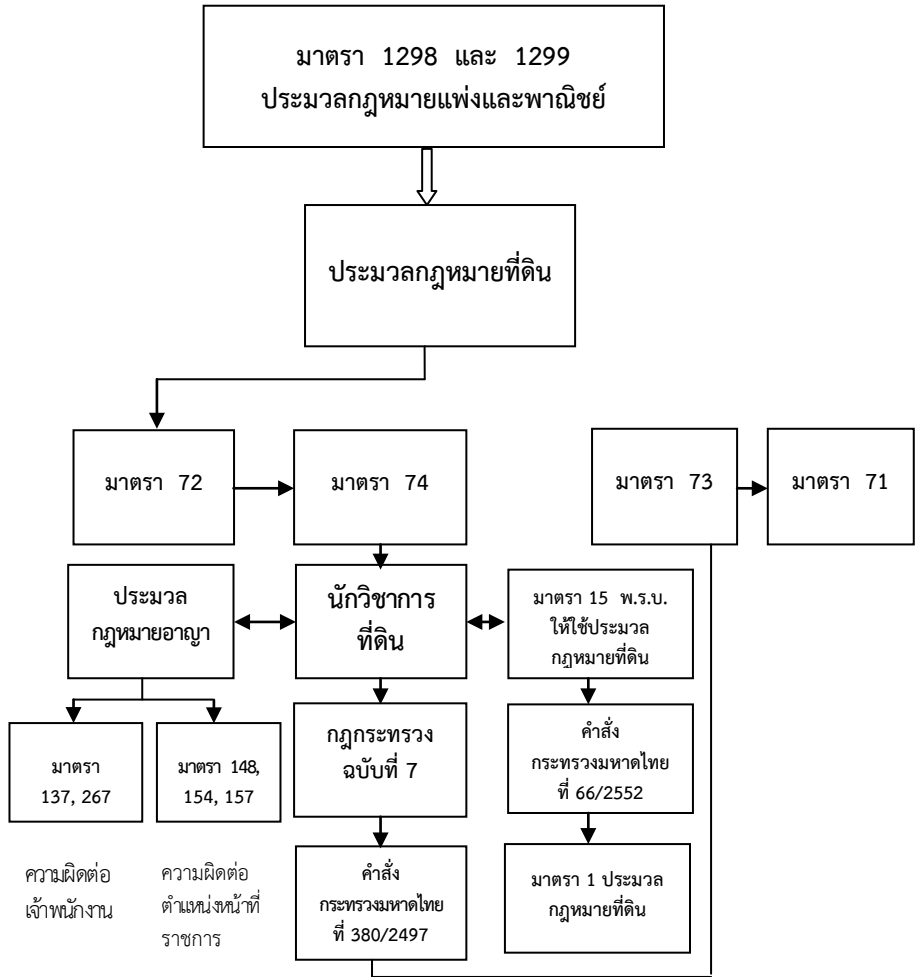 มาตรา 1298 และ 1299
ประมวลกฎหมายแพ่งและพาณิชย์
ประมวลกฎหมายที่ดิน
มาตรา 72
มาตรา 74
มาตรา 73
มาตรา 71
ประมวล
กฎหมายอาญา
นักวิชาการ
ที่ดิน
มาตรา 15 พ.ร.บ.
ให้ใช้ประมวล
กฎหมายที่ดิน
มาตรา
137, 267
มาตรา 148,
154, 157
กฎกระทรวง
ฉบับที่ 7
คำสั่ง
กระทรวงมหาดไทย
ที่ 66/2552
ความผิดต่อ
เจ้าพนักงาน
ความผิดต่อ
ตำแหน่งหน้าที่
ราชการ
คำสั่ง
กระทรวงมหาดไทย
ที่ 380/2497
มาตรา 1 ประมวล
กฎหมายที่ดิน